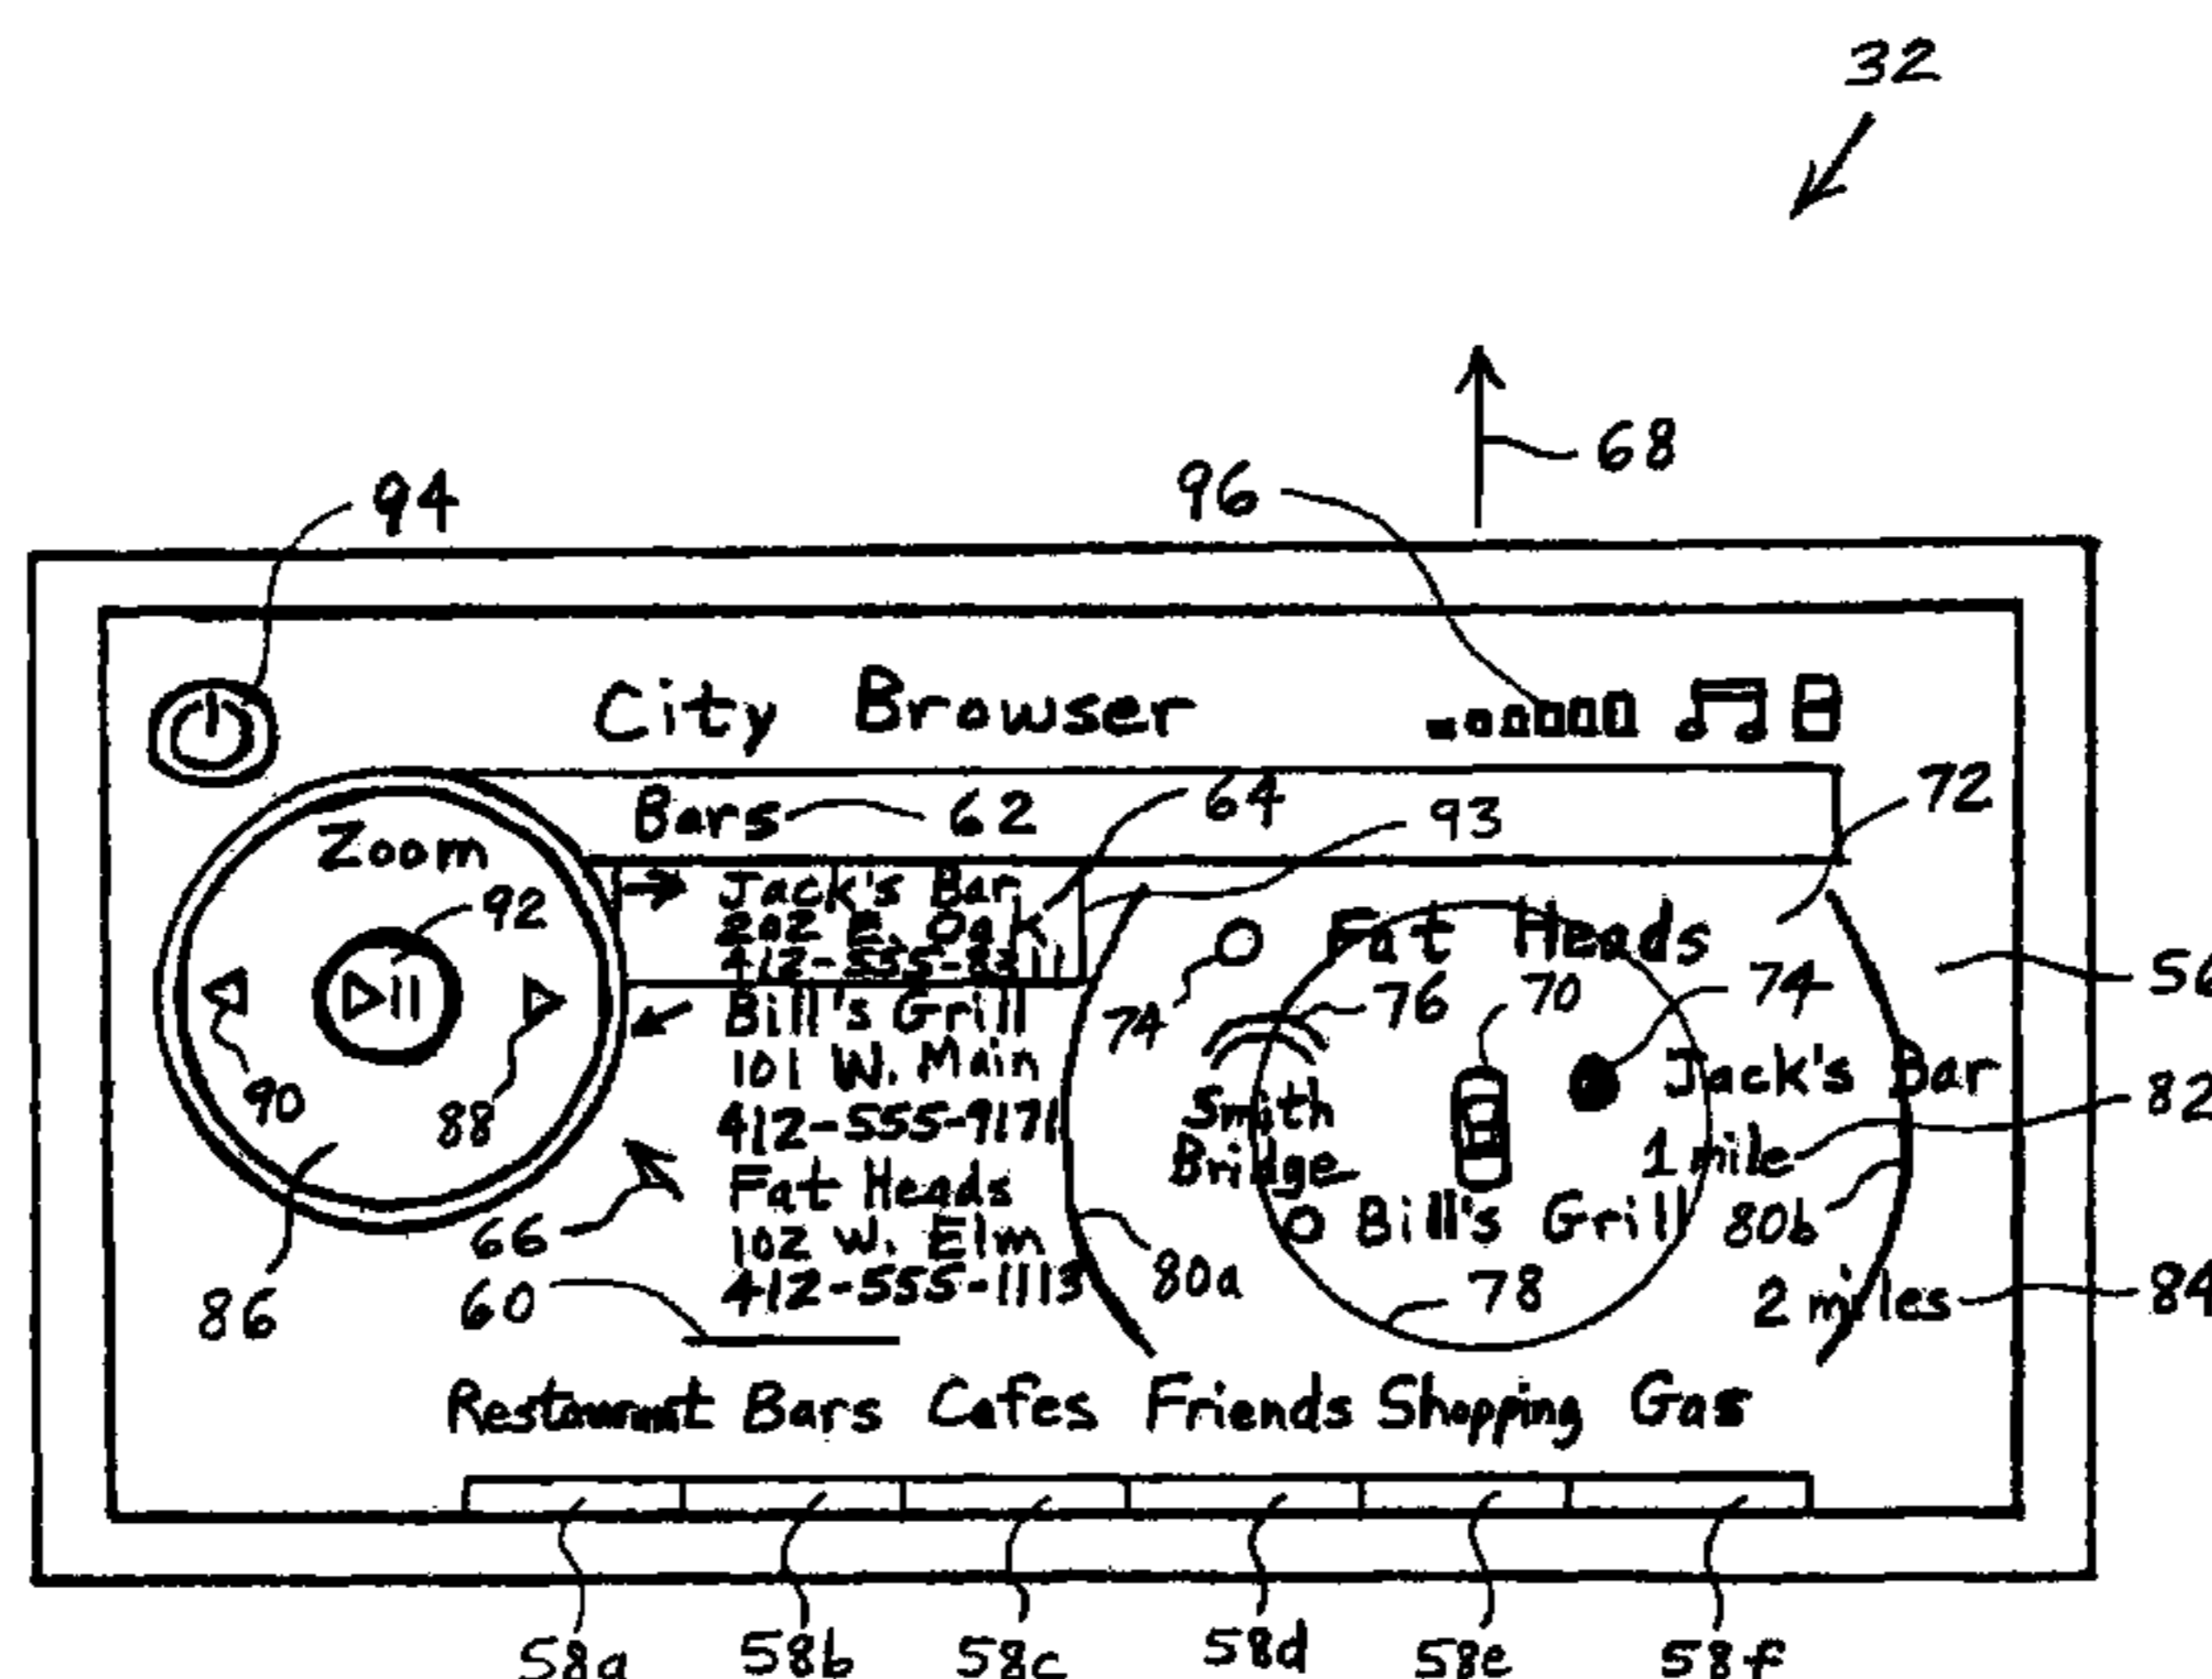 32
68
94
96
City Browser
72
Bars 62 64 93
Zoom
Jack's Bar
202 E. Oak
412-555-8311
92
Fat Heads
74 76 70 74 56
Bill's Grill
101 W. Main
412-555-9171
90 88
Smith
Bridge
Jack's Bar
1 mile
82
Fat Heads
102 W. Elm
412-555-1113
66
60
86
80a
Bill's Grill
80b
78
2 miles
84
Restaurant Bars Cafes Friends Shopping Gas
58a 58b 58c 58d 58e 58f